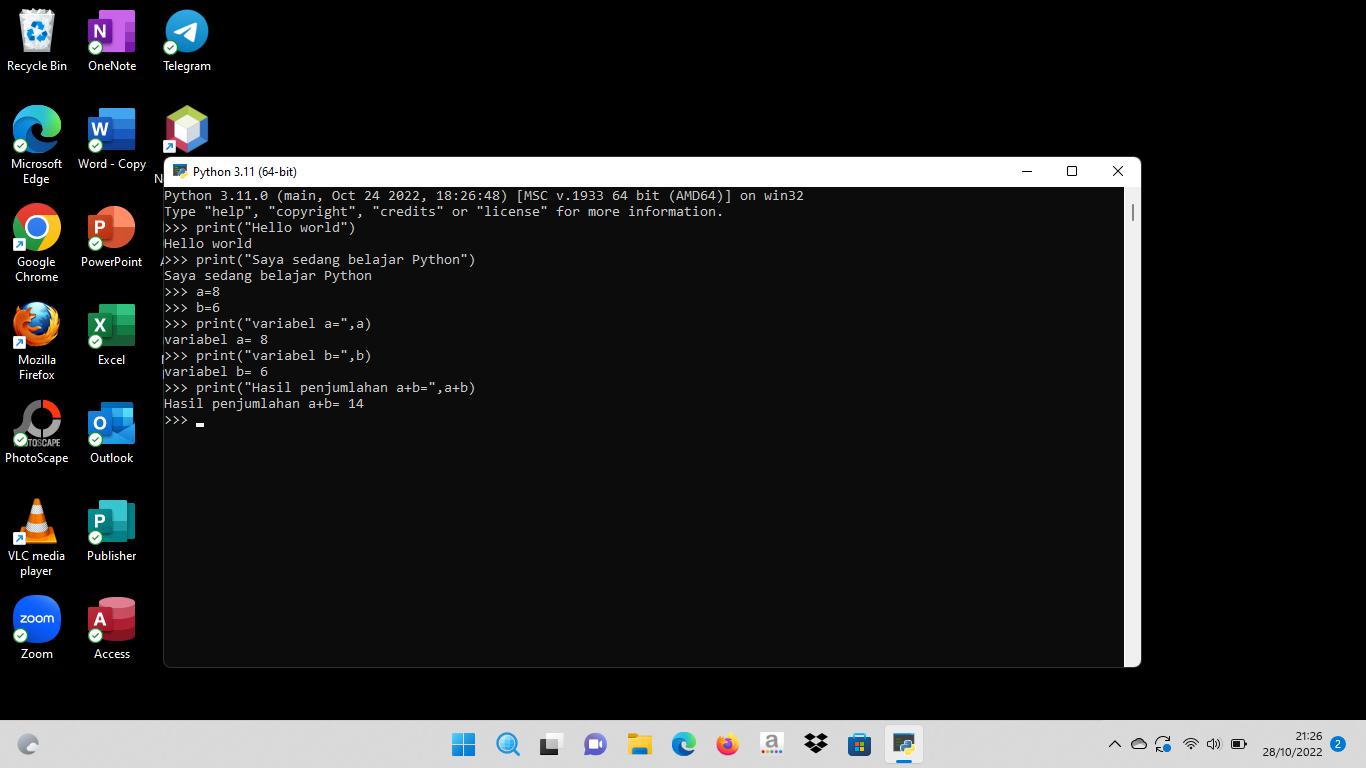 Recycle Bin
OneNote
Telegram
Microsoft
Edge
Word - Copy
N
Google
Chrome
PowerPoint
Mozilla
Firefox
Excel
PhotoScape
Outlook
VLC media
player
Publisher
zoom
Zoom
Access
Python 3.11 (64-bit)
Python 3.11.0 (main, Oct 24 2022, 18:26:48) [MSC v.1933 64 bit (AMD64)] on win32
Type "help", "copyright", "credits" or "license" for more information.
>>> print("Hello world")
Hello world
>>> print("Saya sedang belajar Python")
Saya sedang belajar Python
>>> a=8
>>> b=6
>>> print("variabel a=",a)
variabel a= 8
>>> print("variabel b=",b)
variabel b= 6
>>> print("Hasil penjumlahan a+b=",a+b)
Hasil penjumlahan a+b= 14
>>>
21:26
28/10/2022
2